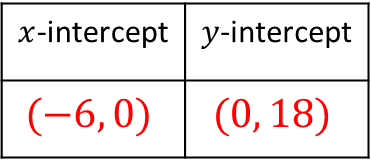 x-intercept y-intercept
(−6, 0) (0, 18)